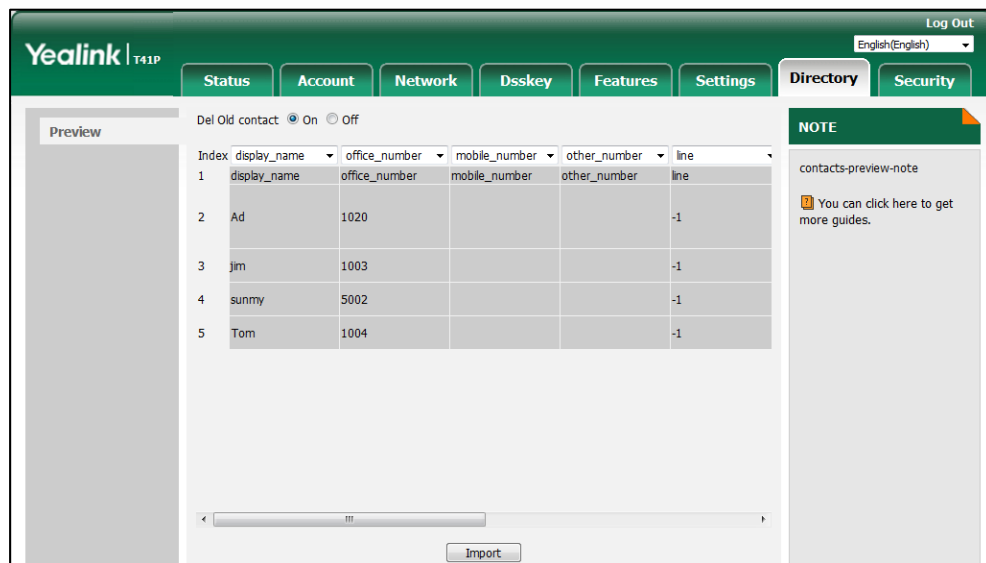 Log Out
Yealink T41P
English(English)
Status Account Network Dsskey Features Settings Directory Security
Preview
Del Old contact On Off
NOTE
Index display_name office_number mobile_number other_number line
1 display_name office_number mobile_number other_number line
contacts-preview-note
2 Ad 1020 -1
You can click here to get
more guides.
3 jim 1003 -1
4 sunmy 5002 -1
5 Tom 1004 -1
Import